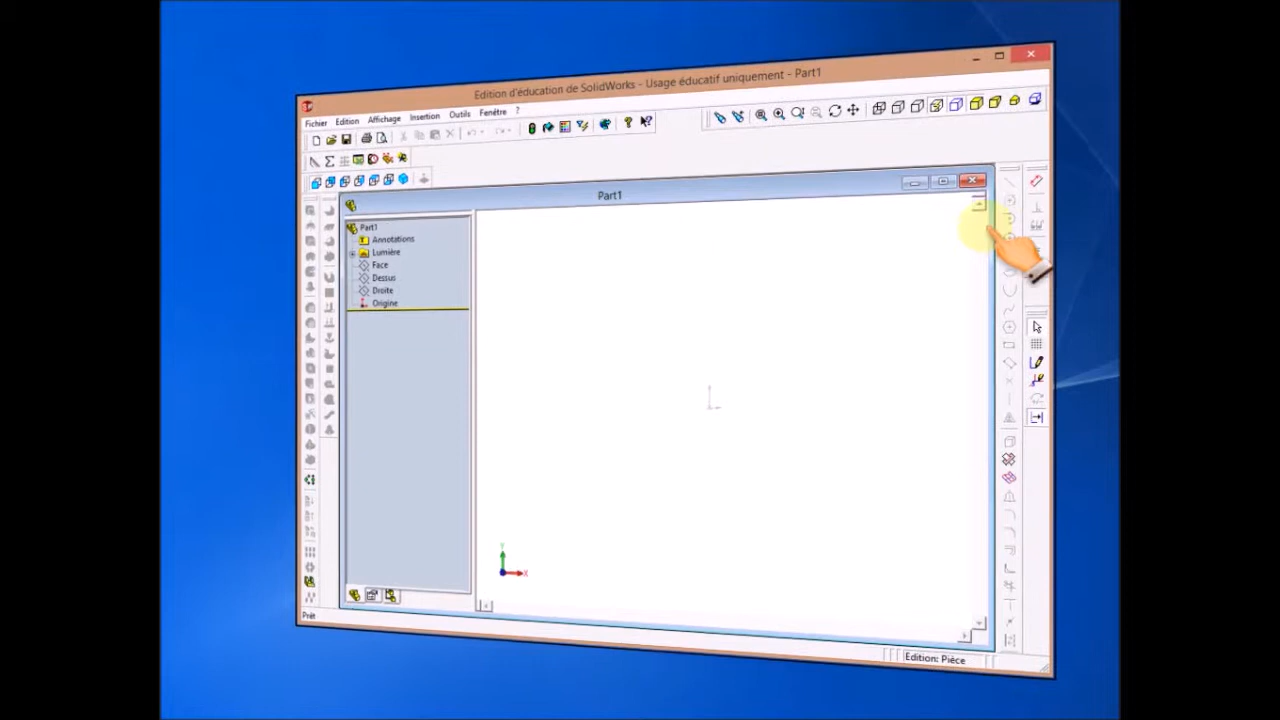 Edition d'éducation de SolidWorks - Usage éducatif uniquement - Part1
Fichier Edition Affichage Insertion Outils Fenêtre ?
Part1
Part1
Annotations
Lumière
Face
Dessus
Droite
Origine
Y
X
Prêt
Edition: Pièce